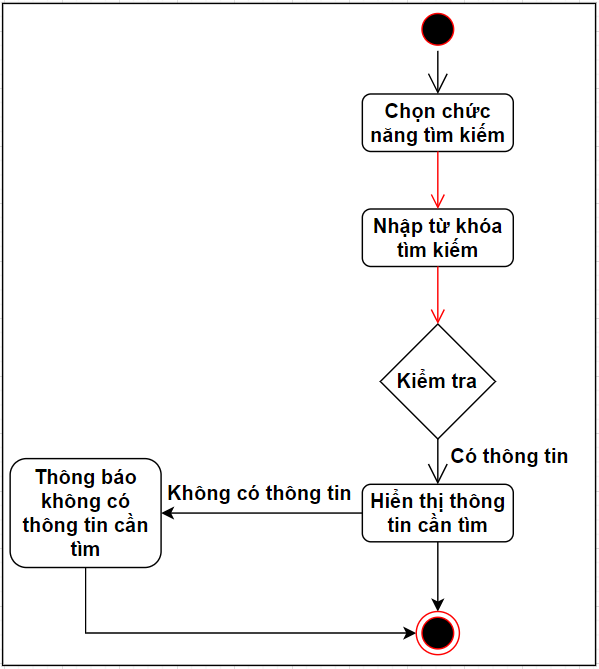 Chọn chức
năng tìm kiếm
Nhập từ khóa
tìm kiếm
Kiểm tra
Có thông tin
Hiển thị thông
tin cần tìm
Không có thông tin
Thông báo
không có
thông tin cần
tìm